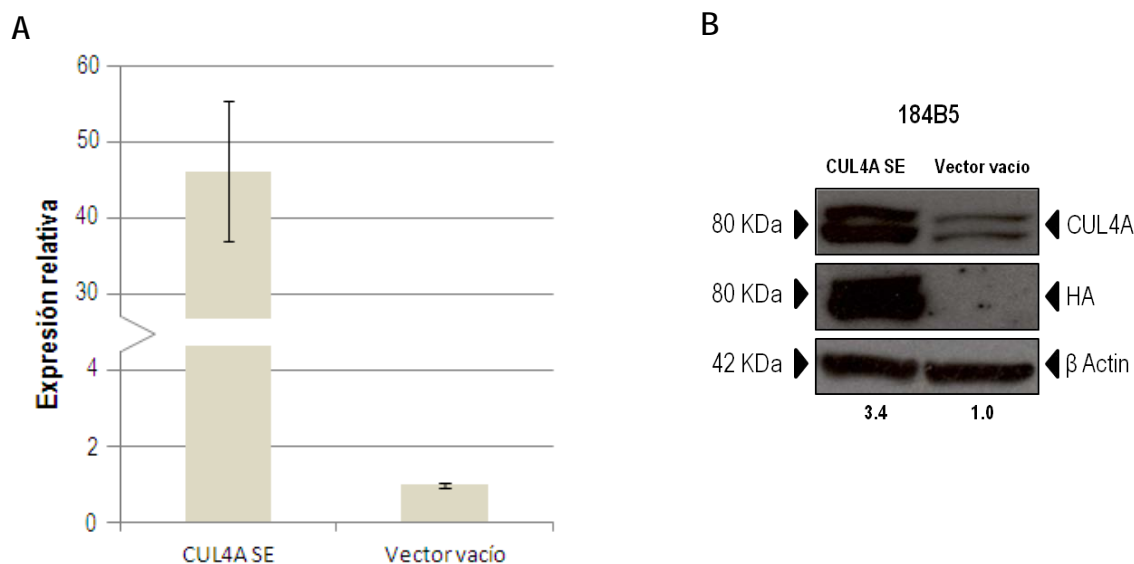 A
Expresión relativa
60
50
40
30
4
2
0
CUL4A SE
Vector vacío
B
184B5
CUL4A SE Vector vacío
80 KDa CUL4A
80 KDa HA
42 KDa β Actin
3.4 1.0